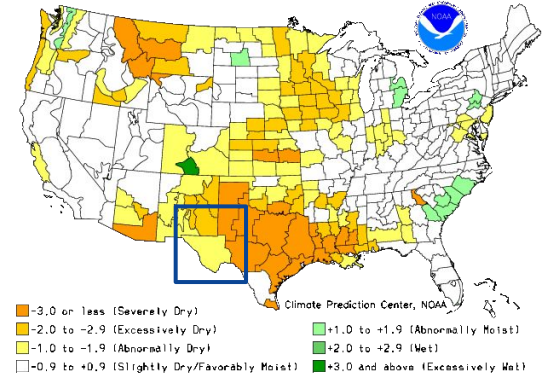 NOAA
Climate Prediction Center, NOAA
-3.0 or less (Severely Dry)
-2.0 to -2.9 (Excessively Dry)
-1.0 to -1.9 (Abnormally Dry)
-0.9 to +0.9 (Slightly Dry/Favorably Moist)
+1.0 to +1.9 (Abnormally Moist)
+2.0 to +2.9 (Wet)
+3.0 and above (Excessively Wet)